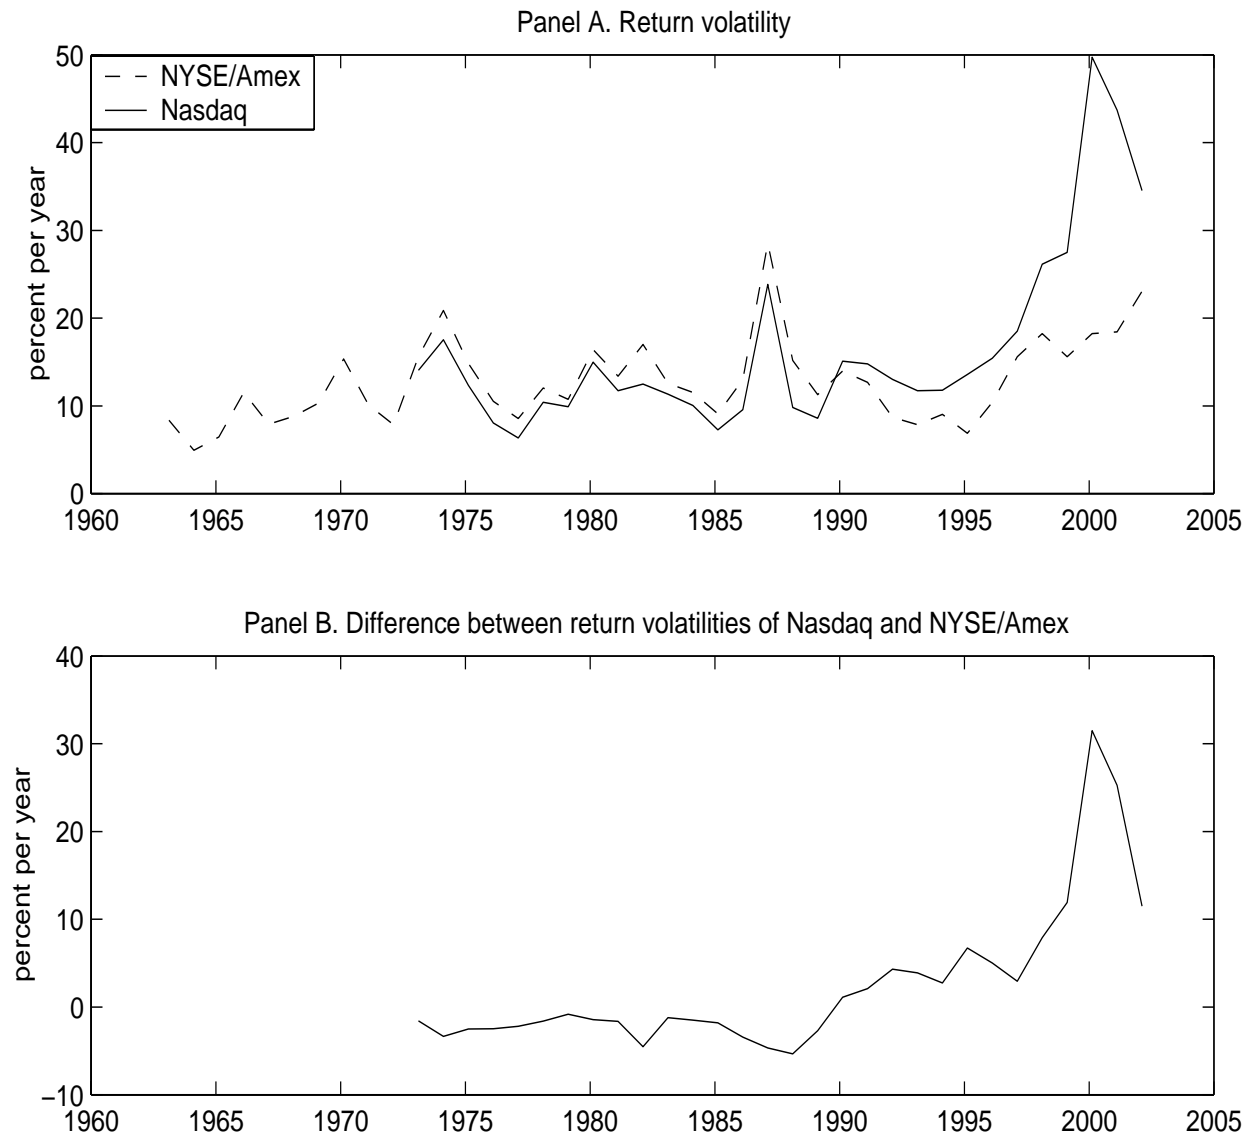 Panel A. Return volatility
50
40
30
20
10
0
percent per year
NYSE/Amex
Nasdaq
1960 1965 1970 1975 1980 1985 1990 1995 2000 2005
Panel B. Difference between return volatilities of Nasdaq and NYSE/Amex
40
30
20
10
0
−10
percent per year
1960 1965 1970 1975 1980 1985 1990 1995 2000 2005